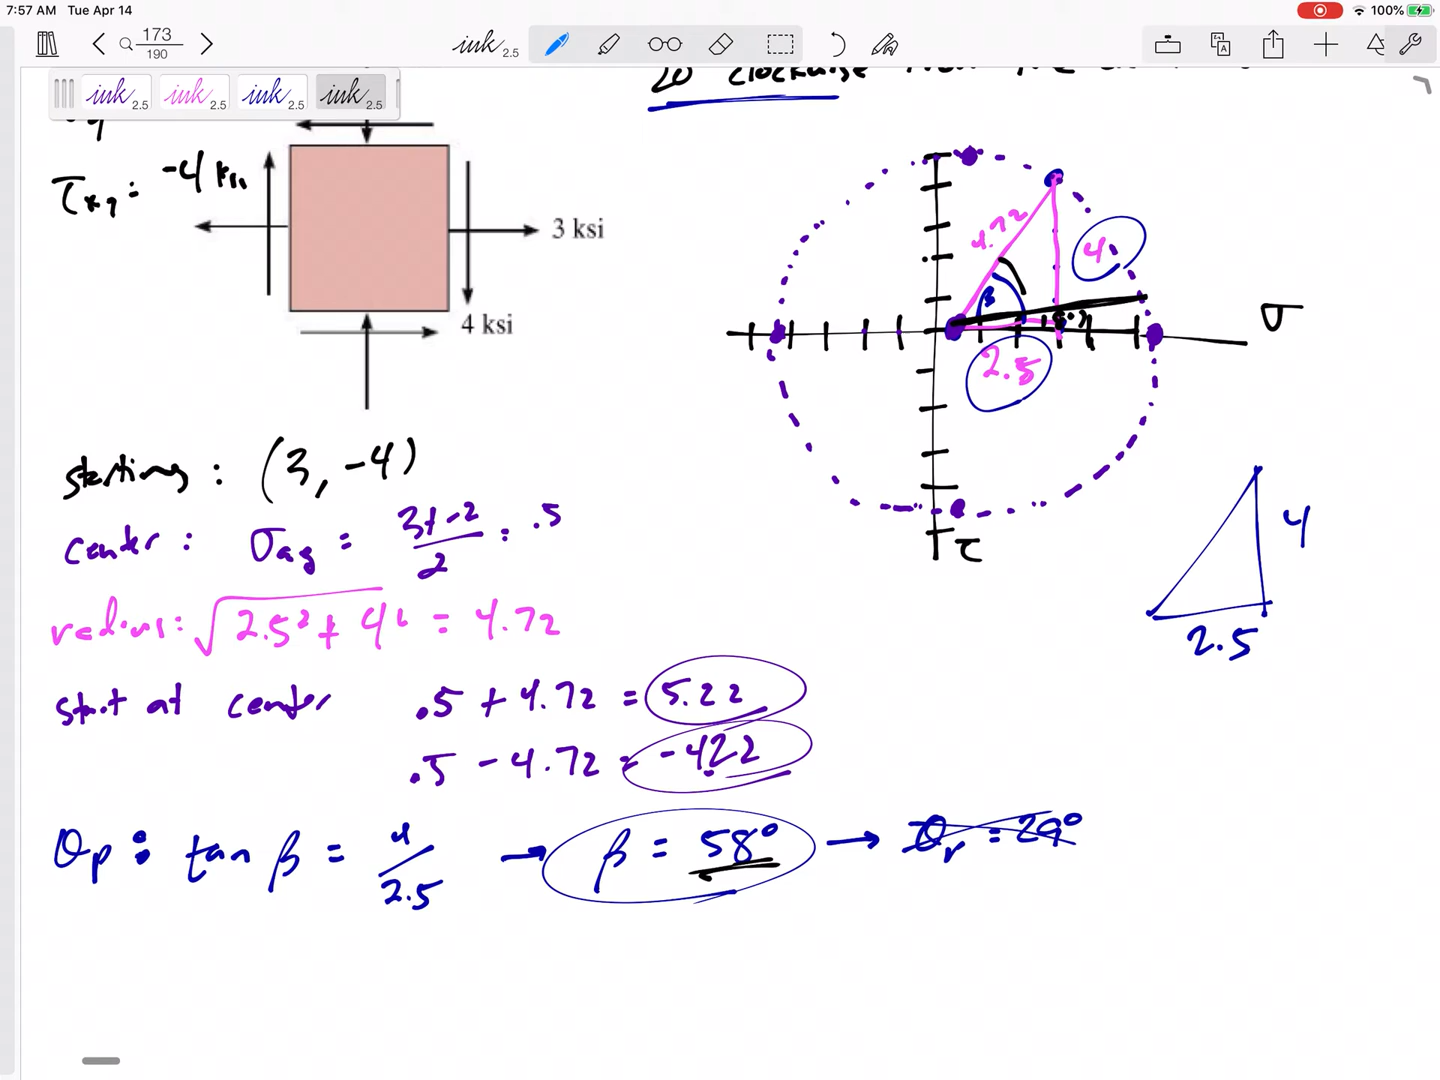 7:57 AM Tue Apr 14
100%
173
190
ink 2.5
ink 2.5 ink 2.5 ink 2.5 ink 2.5
20° clockwise
τxy : -4 ksi
3 ksi
4 ksi
4.72
4
β
2.5
σ
τ
starting : (3, -4)
center : σavg = 3+-2 / 2 = .5
radius: √2.5² + 4² = 4.72
4
2.5
start at center .5 + 4.72 = 5.22
.5 - 4.72 = -4.22
θp : tan β = 4/2.5 → β = 58° → θp = 29°